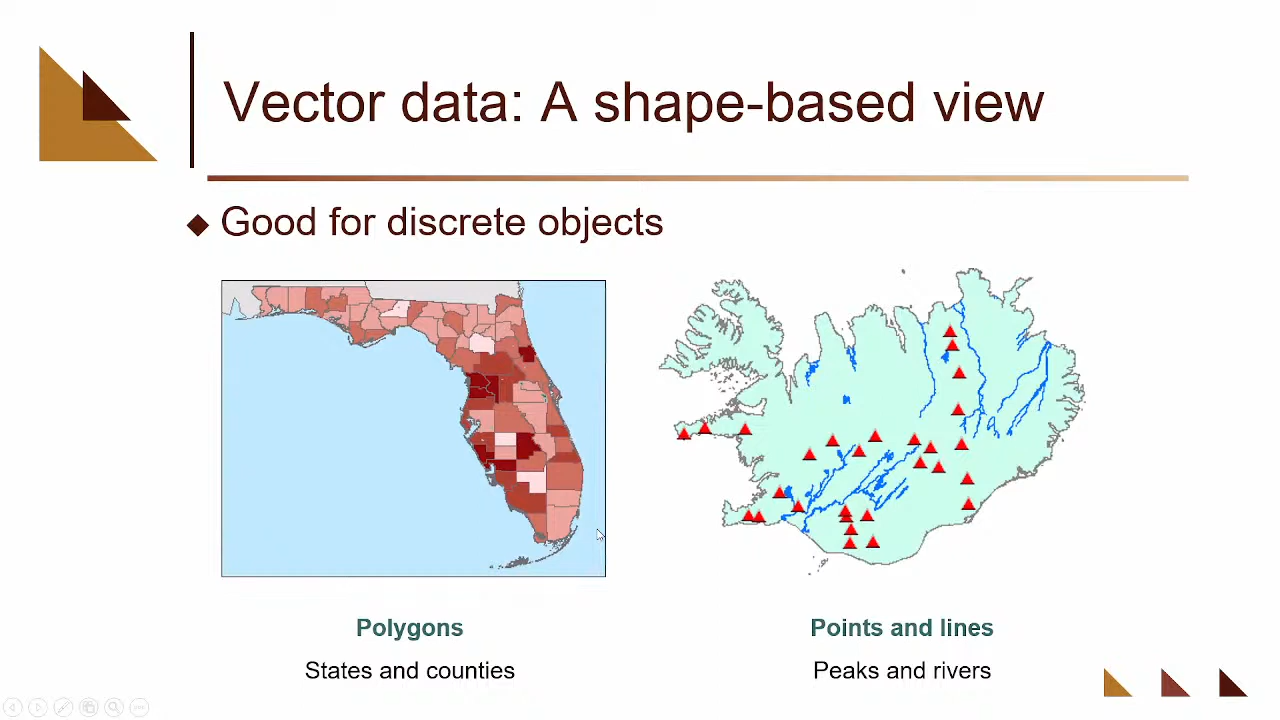 Vector data: A shape-based view
Good for discrete objects
Polygons
States and counties
Points and lines
Peaks and rivers